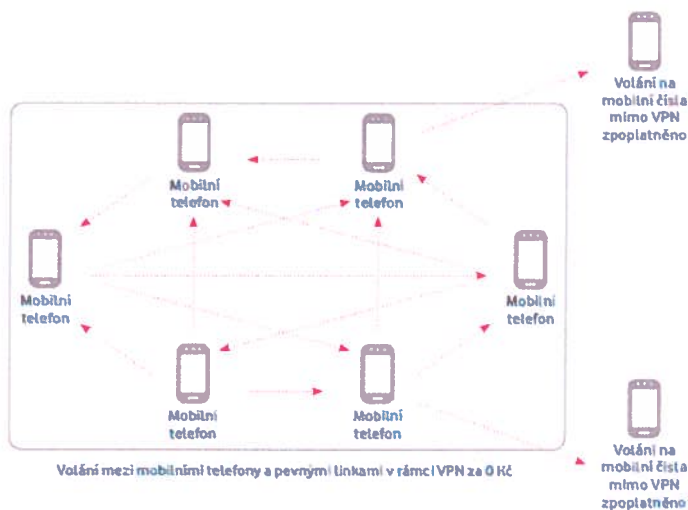 Volání na
mobilní čísla
mimo VPN
zpoplatněno
Mobilní
telefon
Mobilní
telefon
Mobilní
telefon
Mobilní
telefon
Mobilní
telefon
Mobilní
telefon
Volání mezi mobilními telefony a pevnými linkami v rámci VPN za 0 Kč
Volání na
mobilní čísla
mimo VPN
zpoplatněno